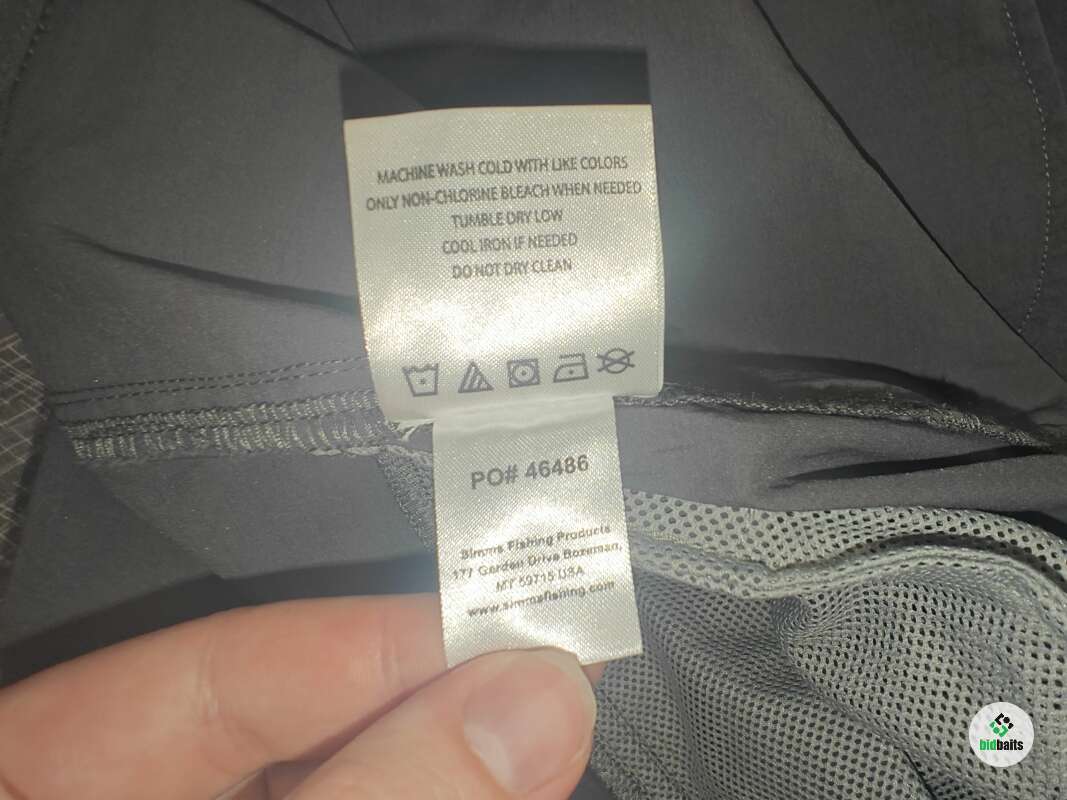 MACHINE WASH COLD WITH LIKE COLORS
ONLY NON-CHLORINE BLEACH WHEN NEEDED
TUMBLE DRY LOW
COOL IRON IF NEEDED
DO NOT DRY CLEAN
PO# 46486
Simms Fishing Products
177 Garden Drive Bozeman,
MT 59715 USA
www.simmsfishing.com
bidbaits